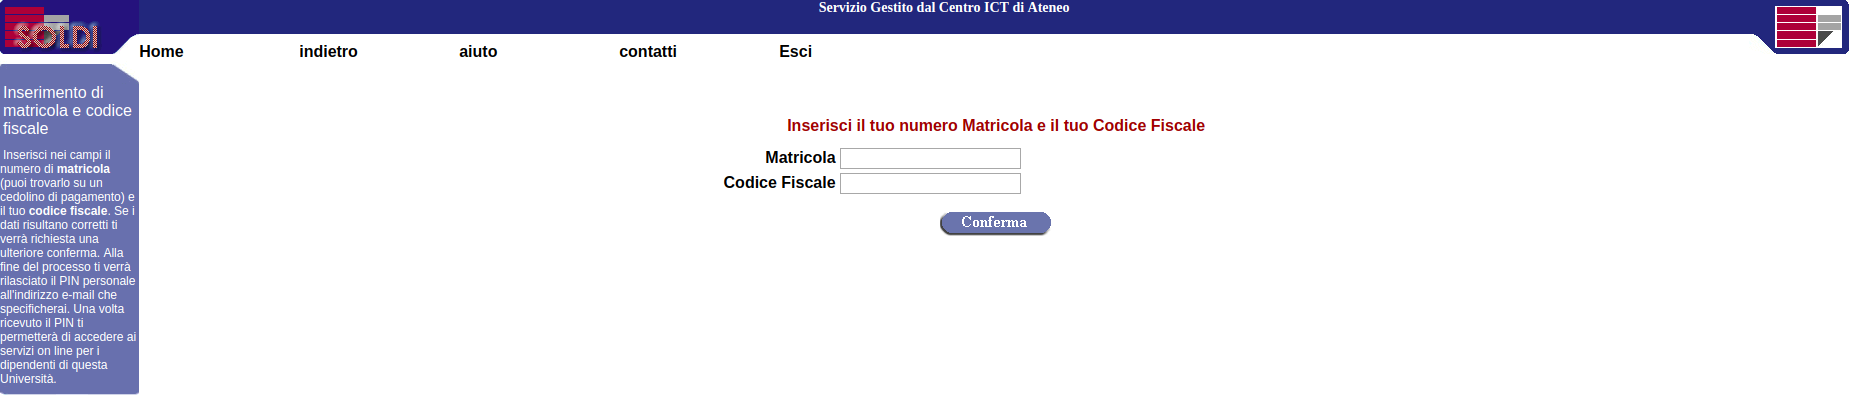 Servizio Gestito dal Centro ICT di Ateneo
SOLDI
Home indietro aiuto contatti Esci
Inserimento di
matricola e codice
fiscale
Inserisci nei campi il
numero di matricola
(puoi trovarlo su un
cedolino di pagamento) e
il tuo codice fiscale. Se i
dati risultano corretti ti
verrà richiesta una
ulteriore conferma. Alla
fine del processo ti verrà
rilasciato il PIN personale
all'indirizzo e-mail che
specificherai. Una volta
ricevuto il PIN ti
permetterà di accedere ai
servizi on line per i
dipendenti di questa
Università.
Inserisci il tuo numero Matricola e il tuo Codice Fiscale
Matricola
Codice Fiscale
Conferma